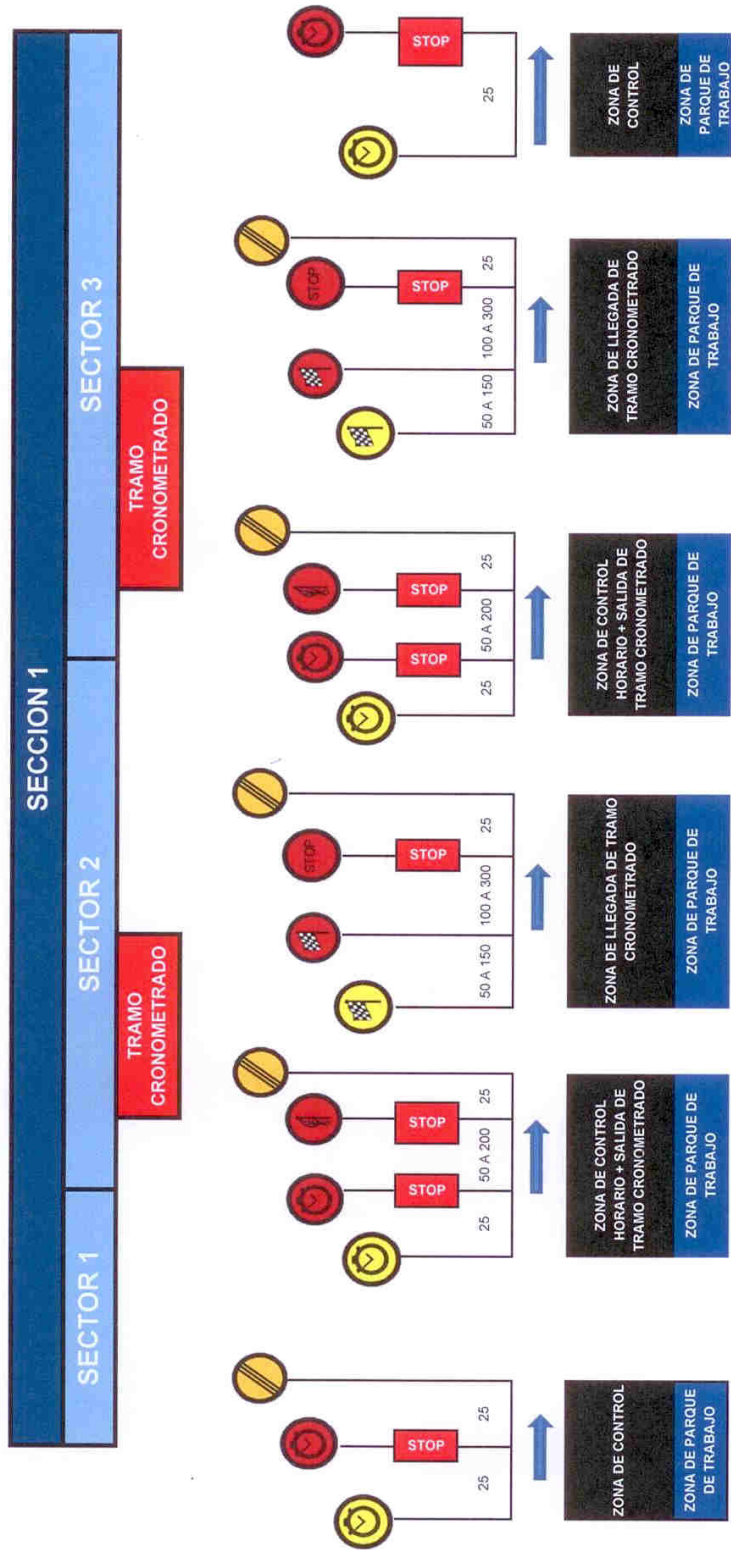 SECCION 1
SECTOR 1
SECTOR 2
SECTOR 3
TRAMO
CRONOMETRADO
TRAMO
CRONOMETRADO
STOP
25
25
ZONA DE CONTROL
ZONA DE PARQUE
DE TRABAJO
STOP
STOP
25
50 A 200
25
ZONA DE CONTROL
HORARIO + SALIDA DE
TRAMO CRONOMETRADO
ZONA DE PARQUE DE
TRABAJO
STOP
STOP
50 A 150
100 A 300
25
ZONA DE LLEGADA DE TRAMO
CRONOMETRADO
ZONA DE PARQUE DE
TRABAJO
STOP
STOP
25
50 A 200
25
ZONA DE CONTROL
HORARIO + SALIDA DE
TRAMO CRONOMETRADO
ZONA DE PARQUE DE
TRABAJO
STOP
STOP
50 A 150
100 A 300
25
ZONA DE LLEGADA DE
TRAMO CRONOMETRADO
ZONA DE PARQUE DE
TRABAJO
STOP
25
ZONA DE
CONTROL
ZONA DE
PARQUE DE
TRABAJO